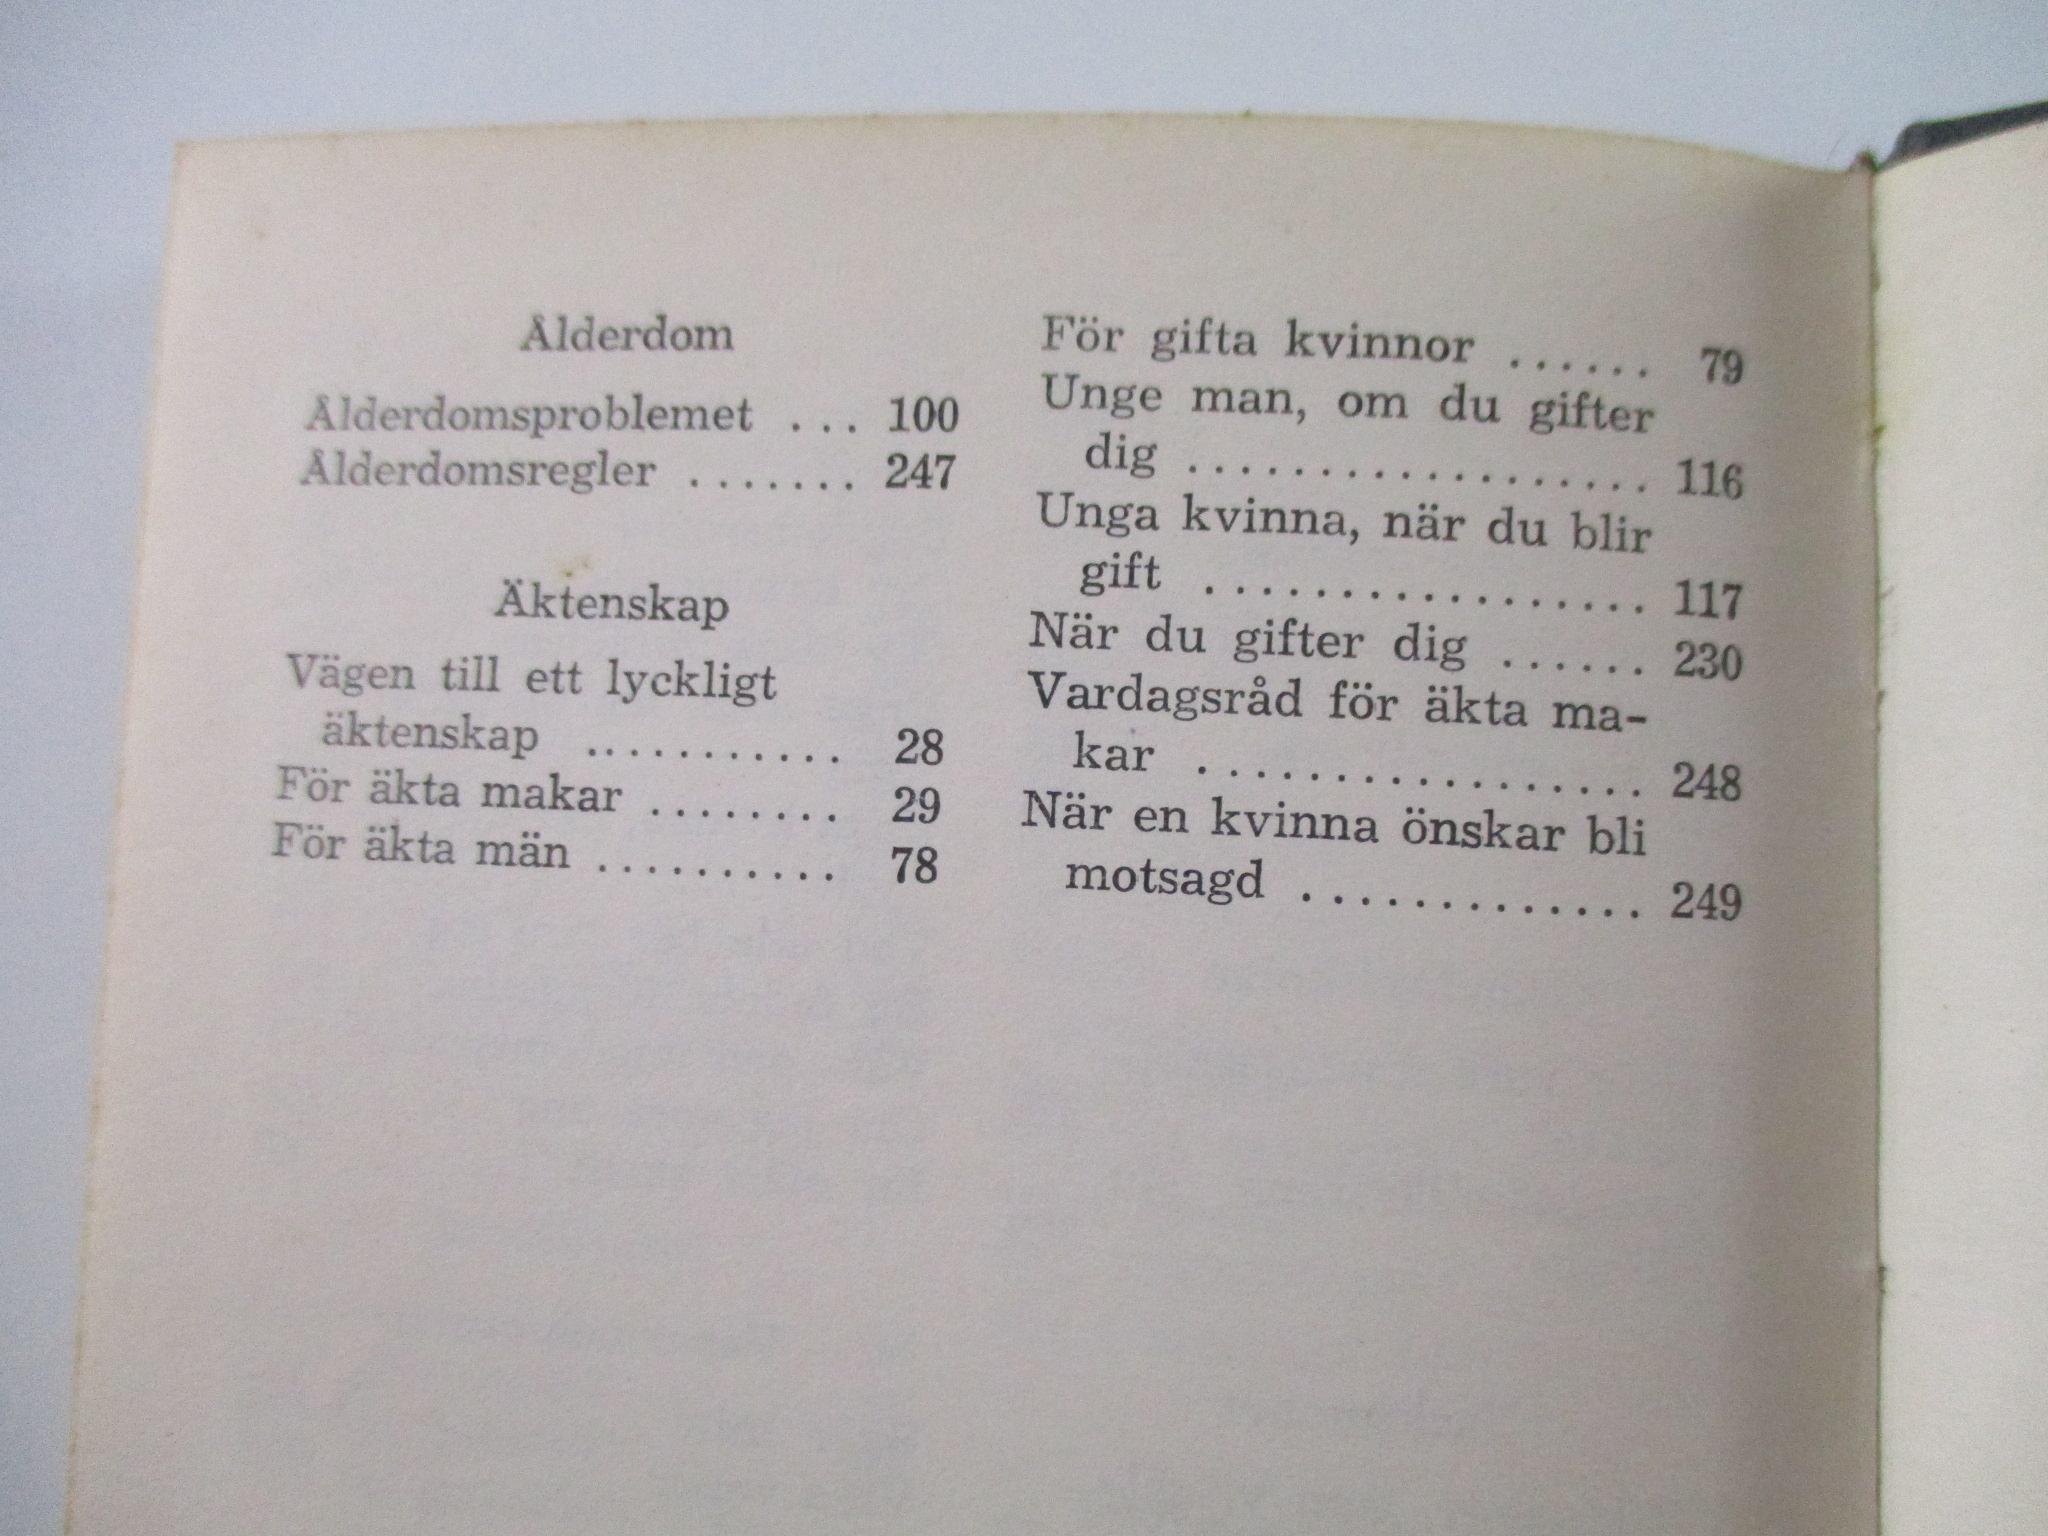 Ålderdom
Ålderdomsproblemet ... 100
Ålderdomsregler ....... 247
Äktenskap
Vägen till ett lyckligt
äktenskap ........... 28
För äkta makar ........ 29
För äkta män .......... 78
För gifta kvinnor ...... 79
Unge man, om du gifter
dig .................. 116
Unga kvinna, när du blir
gift ................. 117
När du gifter dig ...... 230
Vardagsråd för äkta ma-
kar ................. 248
När en kvinna önskar bli
motsagd ............. 249